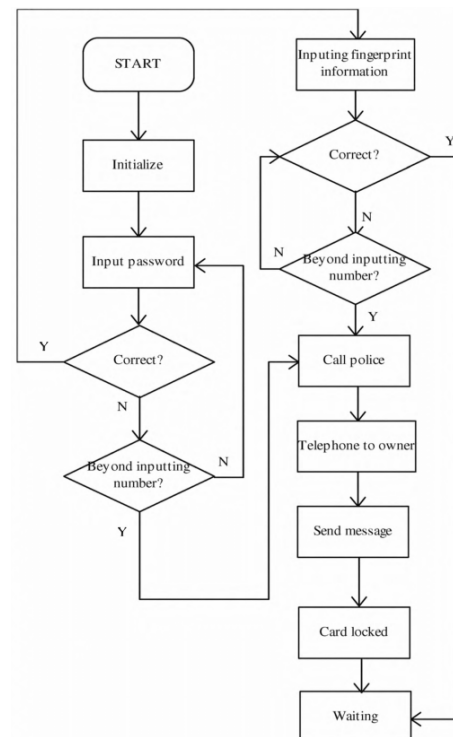 START
Initialize
Input password
Correct?
Y
N
Beyond inputting
number?
N
Y
Inputing fingerprint
information
Correct?
Y
N
N
Beyond inputing
number?
Y
Call police
Telephone to owner
Send message
Card locked
Waiting